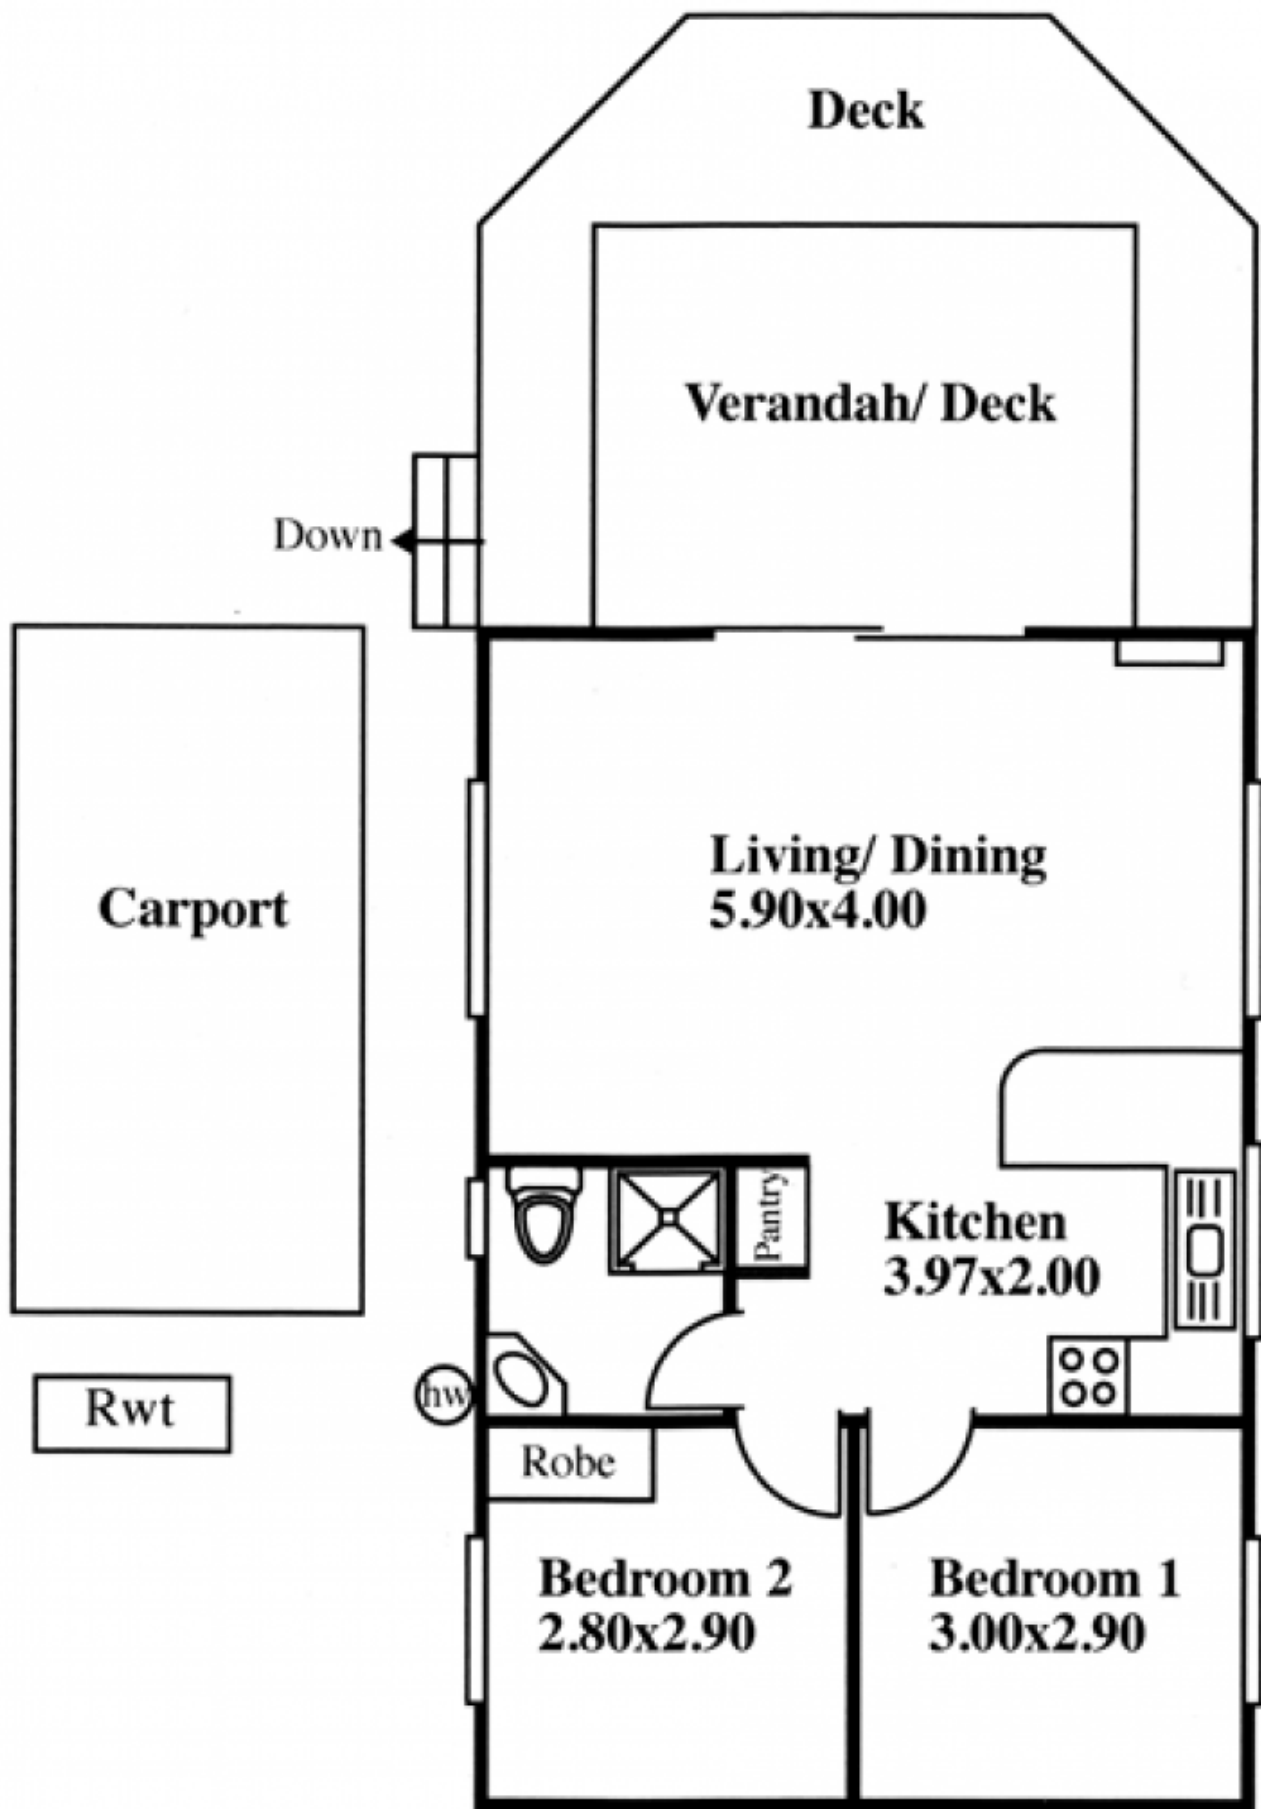 Deck
Verandah/ Deck
Down
Living/ Dining
5.90x4.00
Carport
Pantry
Kitchen
3.97x2.00
Rwt
hw
Robe
Bedroom 2
2.80x2.90
Bedroom 1
3.00x2.90